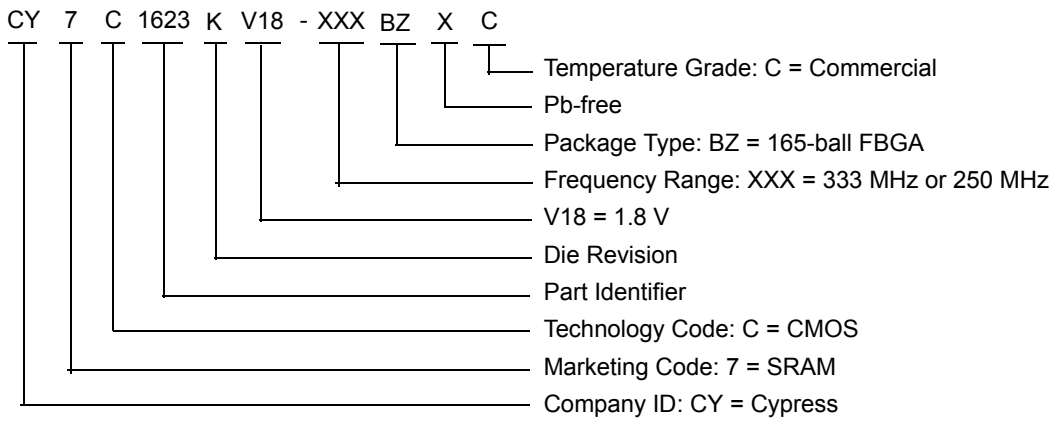 CY 7 C 1623 K V18 - XXX BZ X C
Temperature Grade: C = Commercial
Pb-free
Package Type: BZ = 165-ball FBGA
Frequency Range: XXX = 333 MHz or 250 MHz
V18 = 1.8 V
Die Revision
Part Identifier
Technology Code: C = CMOS
Marketing Code: 7 = SRAM
Company ID: CY = Cypress